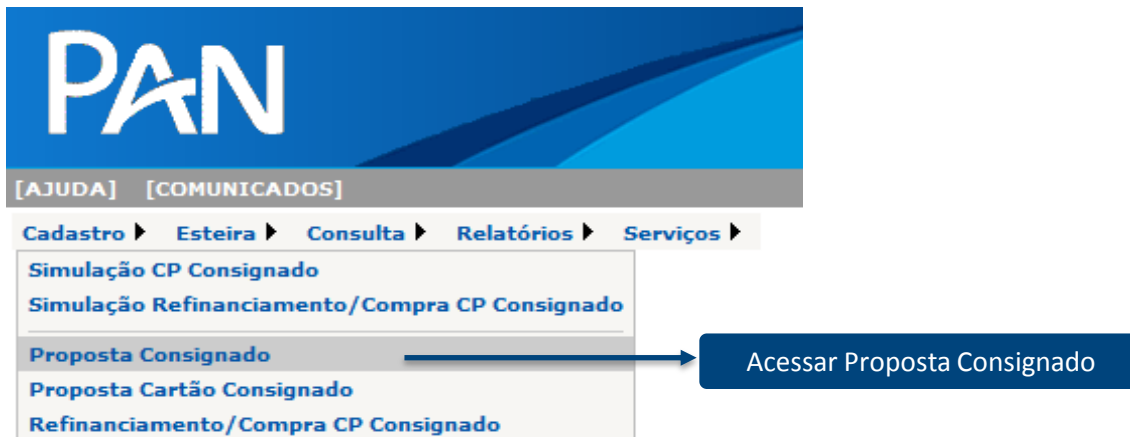 PAN
[AJUDA] [COMUNICADOS]
Cadastro Esteira Consulta Relatórios Serviços
Simulação CP Consignado
Simulação Refinanciamento/Compra CP Consignado
Proposta Consignado
Acessar Proposta Consignado
Proposta Cartão Consignado
Refinanciamento/Compra CP Consignado